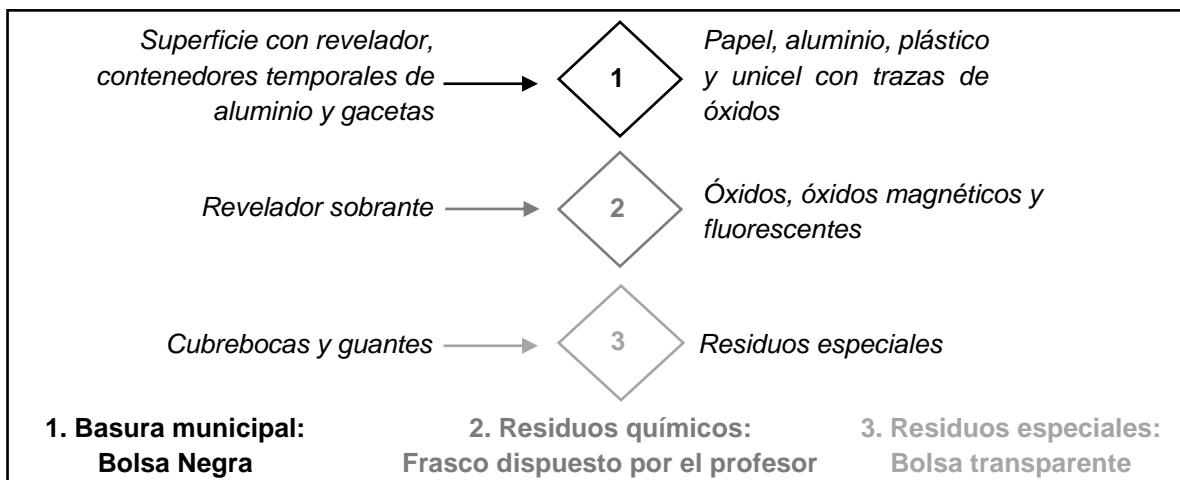 Superficie con revelador,
contenedores temporales de
aluminio y gacetas
1
Papel, aluminio, plástico
y unicel con trazas de
óxidos
Revelador sobrante
2
Óxidos, óxidos magnéticos y
fluorescentes
Cubrebocas y guantes
3
Residuos especiales
1. Basura municipal:
Bolsa Negra
2. Residuos químicos:
Frasco dispuesto por el profesor
3. Residuos especiales:
Bolsa transparente